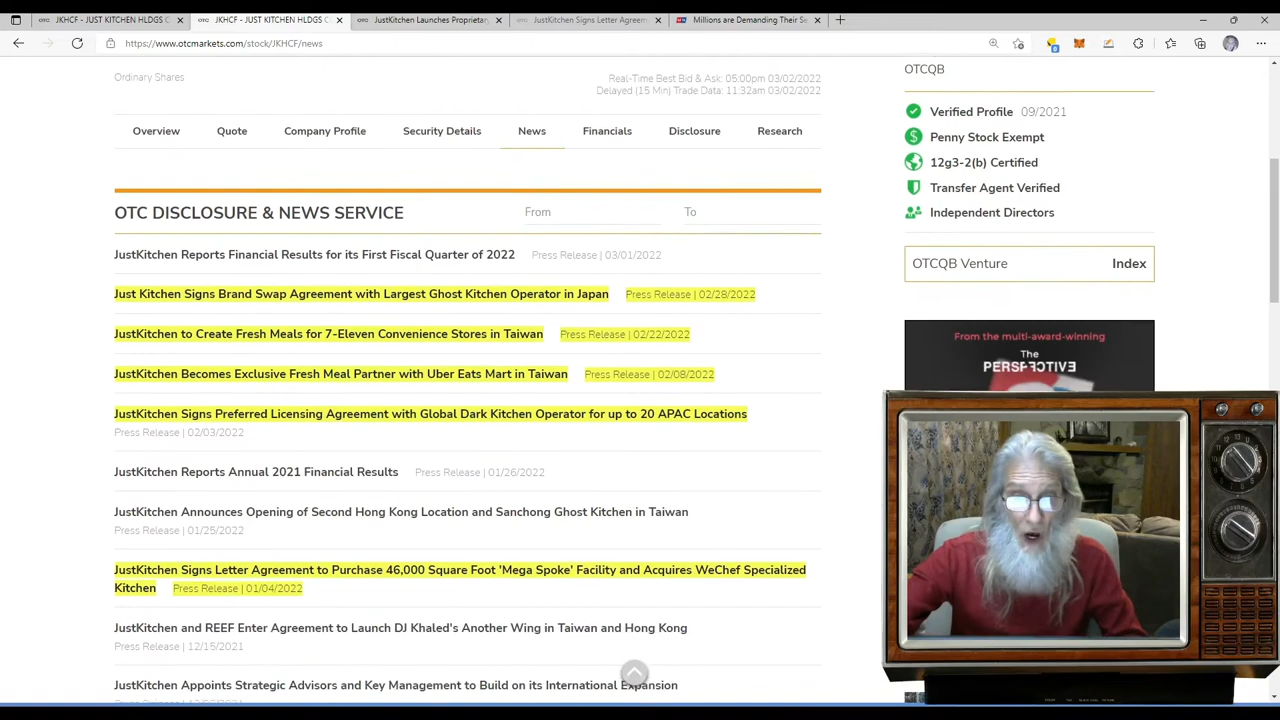 JKHCF - JUST KITCHEN HLDGS C
JKHCF - JUST KITCHEN HLDGS C
JustKitchen Launches Proprietary
JustKitchen Signs Letter Agreem
Millions are Demanding Their Se
https://www.otcmarkets.com/stock/JKHCF/news
Ordinary Shares
Real-Time Best Bid & Ask: 05:00pm 03/02/2022
Delayed (15 Min) Trade Data: 11:32am 03/02/2022
Overview Quote Company Profile Security Details News Financials Disclosure Research
OTC DISCLOSURE & NEWS SERVICE From To
JustKitchen Reports Financial Results for its First Fiscal Quarter of 2022 Press Release | 03/01/2022
Just Kitchen Signs Brand Swap Agreement with Largest Ghost Kitchen Operator in Japan Press Release | 02/28/2022
JustKitchen to Create Fresh Meals for 7-Eleven Convenience Stores in Taiwan Press Release | 02/22/2022
JustKitchen Becomes Exclusive Fresh Meal Partner with Uber Eats Mart in Taiwan Press Release | 02/08/2022
JustKitchen Signs Preferred Licensing Agreement with Global Dark Kitchen Operator for up to 20 APAC Locations
Press Release | 02/03/2022
JustKitchen Reports Annual 2021 Financial Results Press Release | 01/26/2022
JustKitchen Announces Opening of Second Hong Kong Location and Sanchong Ghost Kitchen in Taiwan
Press Release | 01/25/2022
JustKitchen Signs Letter Agreement to Purchase 46,000 Square Foot 'Mega Spoke' Facility and Acquires WeChef Specialized
Kitchen Press Release | 01/04/2022
JustKitchen and REEF Enter Agreement to Launch DJ Khaled's Another Win in Taiwan and Hong Kong
Press Release | 12/15/2021
JustKitchen Appoints Strategic Advisors and Key Management to Build on its International Expansion
OTCQB
Verified Profile 09/2021
Penny Stock Exempt
12g3-2(b) Certified
Transfer Agent Verified
Independent Directors
OTCQB Venture Index
From the multi-award-winning
The
PERSPECTIVE